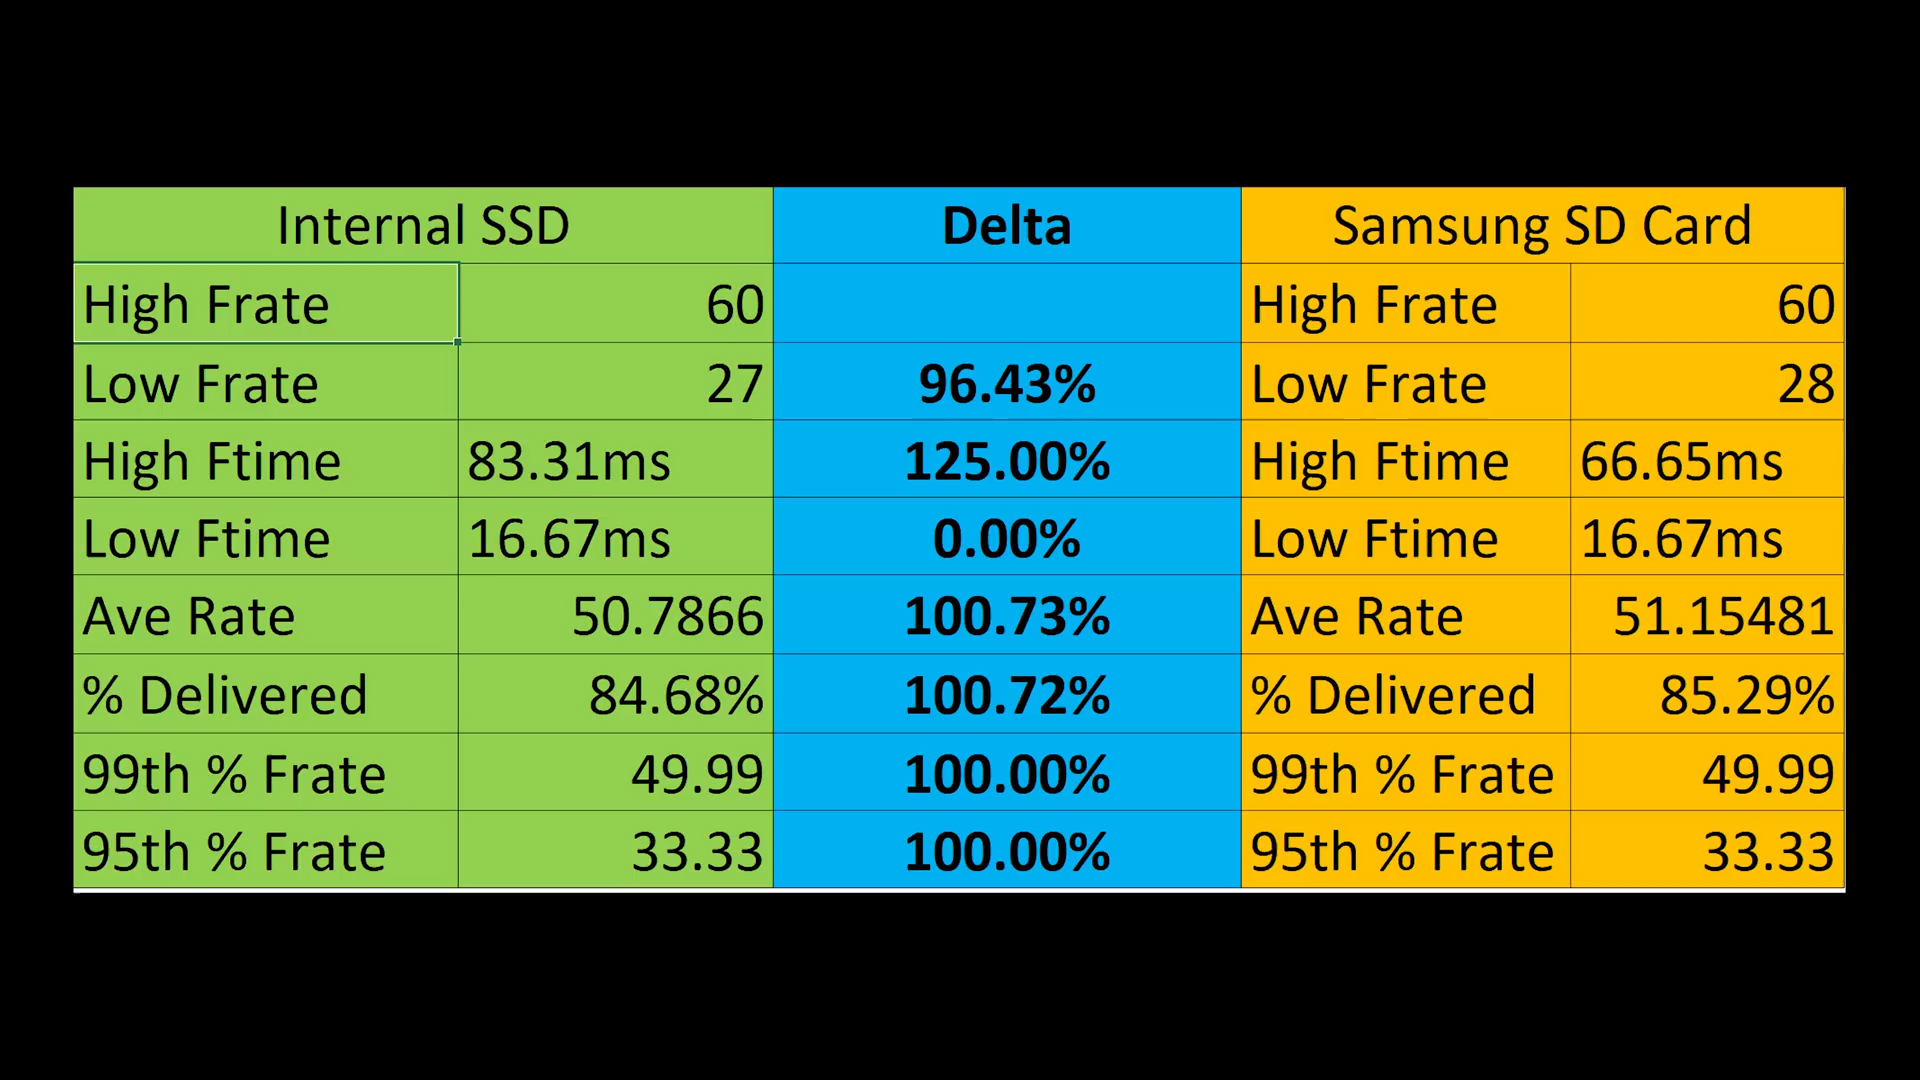 Internal SSD Delta Samsung SD Card
High Frate 60 High Frate 60
Low Frate 27 96.43% Low Frate 28
High Ftime 83.31ms 125.00% High Ftime 66.65ms
Low Ftime 16.67ms 0.00% Low Ftime 16.67ms
Ave Rate 50.7866 100.73% Ave Rate 51.15481
% Delivered 84.68% 100.72% % Delivered 85.29%
99th % Frate 49.99 100.00% 99th % Frate 49.99
95th % Frate 33.33 100.00% 95th % Frate 33.33